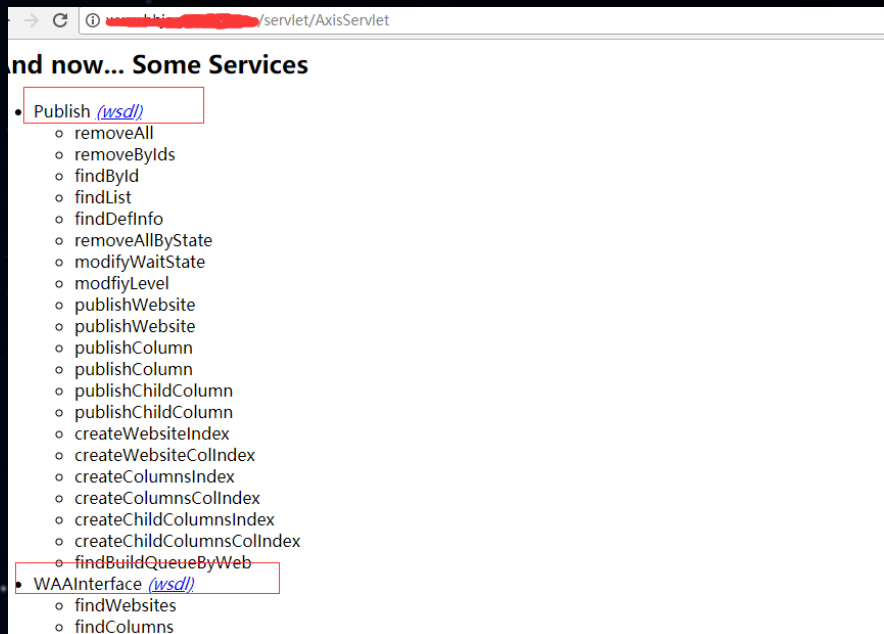 /servlet/AxisServlet
And now... Some Services
Publish (wsdl)
removeAll
removeByIds
findById
findList
findDefInfo
removeAllByState
modifyWaitState
modfiyLevel
publishWebsite
publishWebsite
publishColumn
publishColumn
publishChildColumn
publishChildColumn
createWebsiteIndex
createWebsiteColIndex
createColumnsIndex
createColumnsColIndex
createChildColumnsIndex
createChildColumnsColIndex
findBuildQueueByWeb
WAAInterface (wsdl)
findWebsites
findColumns